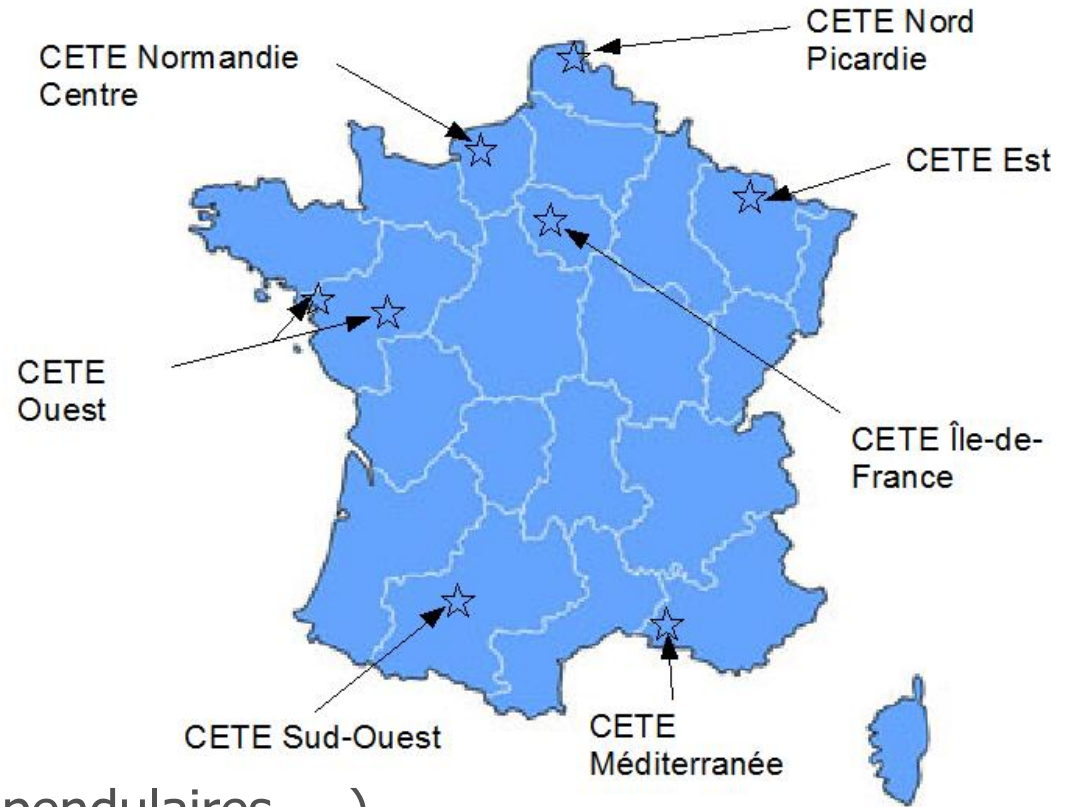 CETE Nord
Picardie
CETE Normandie
Centre
CETE Est
CETE
Ouest
CETE Île-de-
France
CETE Sud-Ouest
CETE
Méditerranée
pendulaires, ...)